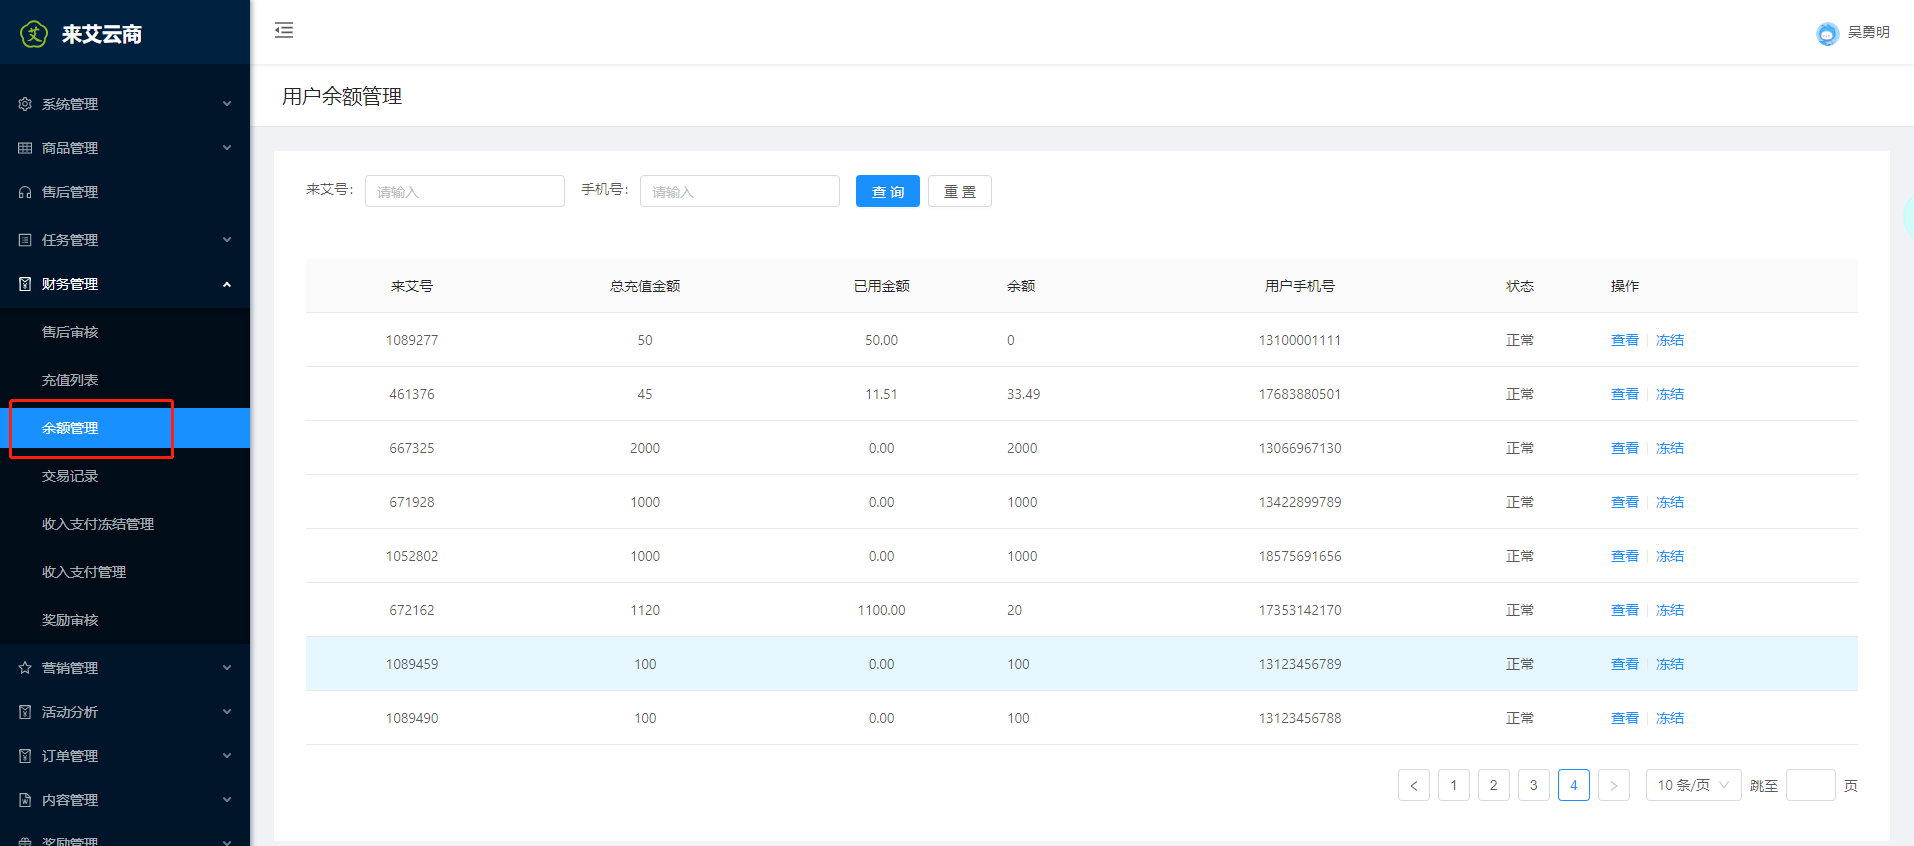 来艾云商
吴勇明
系统管理
商品管理
售后管理
任务管理
财务管理
售后审核
充值列表
余额管理
交易记录
收入支付冻结管理
收入支付管理
奖励审核
营销管理
活动分析
订单管理
内容管理
奖励管理
用户余额管理
来艾号: 请输入 手机号: 请输入 查 询 重 置
来艾号 总充值金额 已用金额 余额 用户手机号 状态 操作
1089277 50 50.00 0 13100001111 正常 查看 冻结
461376 45 11.51 33.49 17683880501 正常 查看 冻结
667325 2000 0.00 2000 13066967130 正常 查看 冻结
671928 1000 0.00 1000 13422899789 正常 查看 冻结
1052802 1000 0.00 1000 18575691656 正常 查看 冻结
672162 1120 1100.00 20 17353142170 正常 查看 冻结
1089459 100 0.00 100 13123456789 正常 查看 冻结
1089490 100 0.00 100 13123456788 正常 查看 冻结
< 1 2 3 4 > 10 条/页 跳至 页